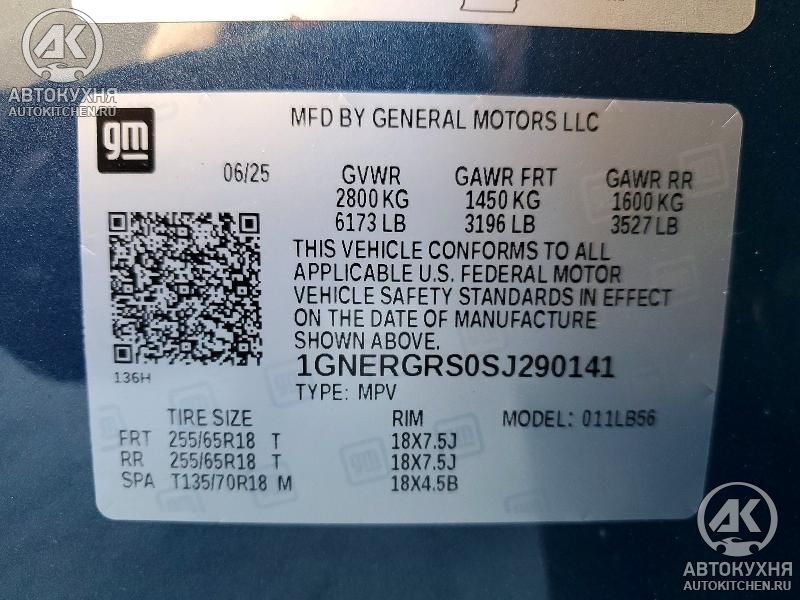 АВТОКУХНЯ
AUTOKITCHEN.RU
gm
MFD BY GENERAL MOTORS LLC
06/25 GVWR GAWR FRT GAWR RR
2800 KG 1450 KG 1600 KG
6173 LB 3196 LB 3527 LB
THIS VEHICLE CONFORMS TO ALL
APPLICABLE U.S. FEDERAL MOTOR
VEHICLE SAFETY STANDARDS IN EFFECT
ON THE DATE OF MANUFACTURE
SHOWN ABOVE.
136H
1GNERGRS0SJ290141
TYPE: MPV
TIRE SIZE RIM MODEL: 011LB56
FRT 255/65R18 T 18X7.5J
RR 255/65R18 T 18X7.5J
SPA T135/70R18 M 18X4.5B
АК
АВТОКУХНЯ
AUTOKITCHEN.RU